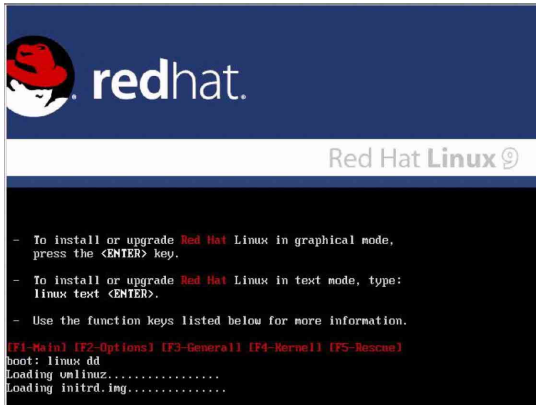 redhat.
Red Hat Linux 9
- To install or upgrade Red Hat Linux in graphical mode,
press the <ENTER> key.
- To install or upgrade Red Hat Linux in text mode, type:
linux text <ENTER>.
- Use the function keys listed below for more information.
[F1-Main] [F2-Options] [F3-General] [F4-Kernel] [F5-Rescue]
boot: linux dd
Loading vmlinuz.................
Loading initrd.img...............